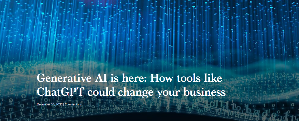 Generative AI is here: How tools like
ChatGPT could change your business